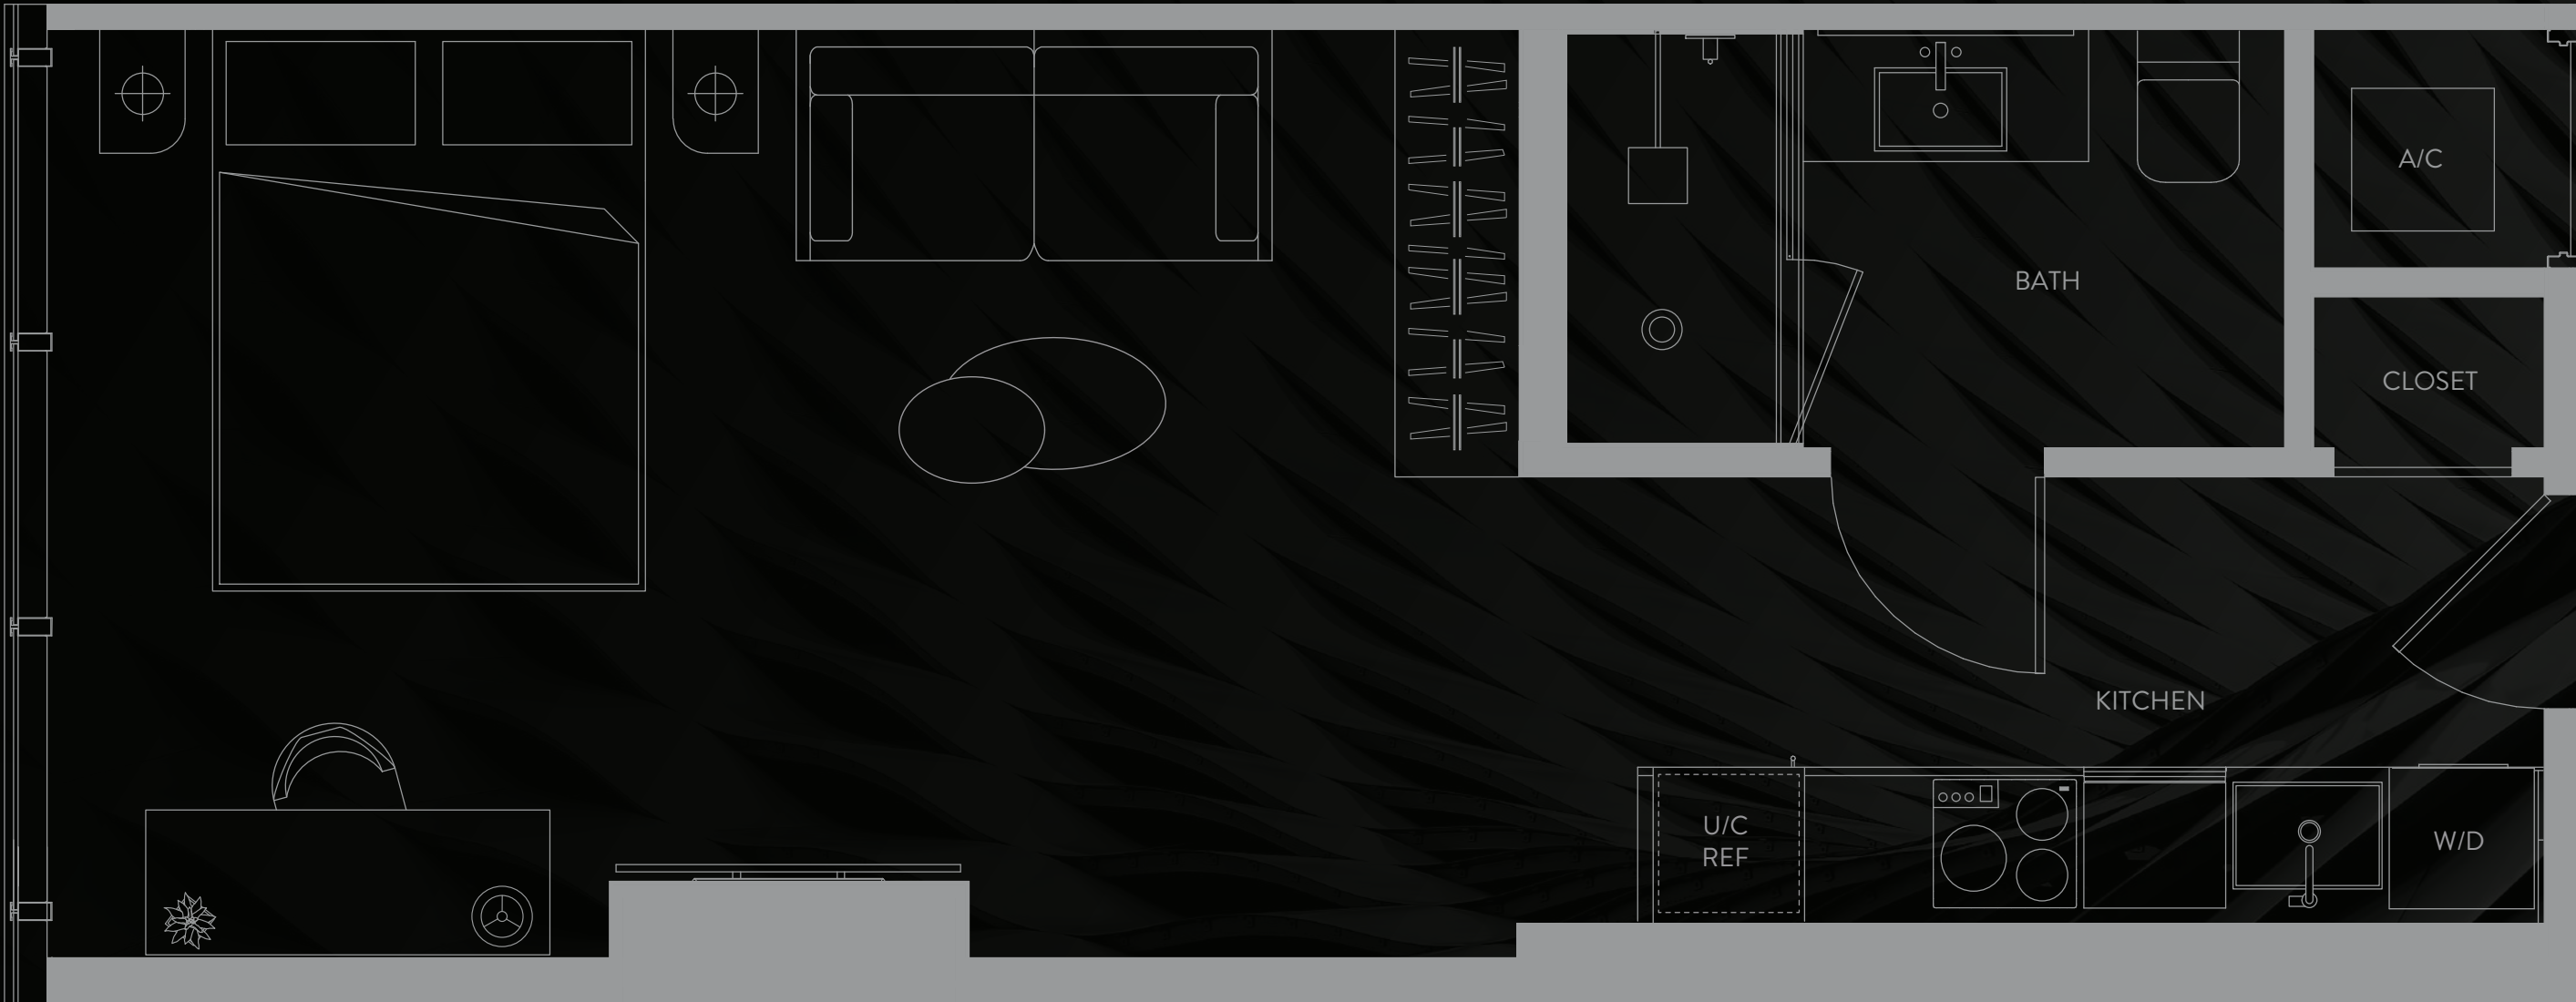 A/C
BATH
CLOSET
KITCHEN
U/C
REF
W/D